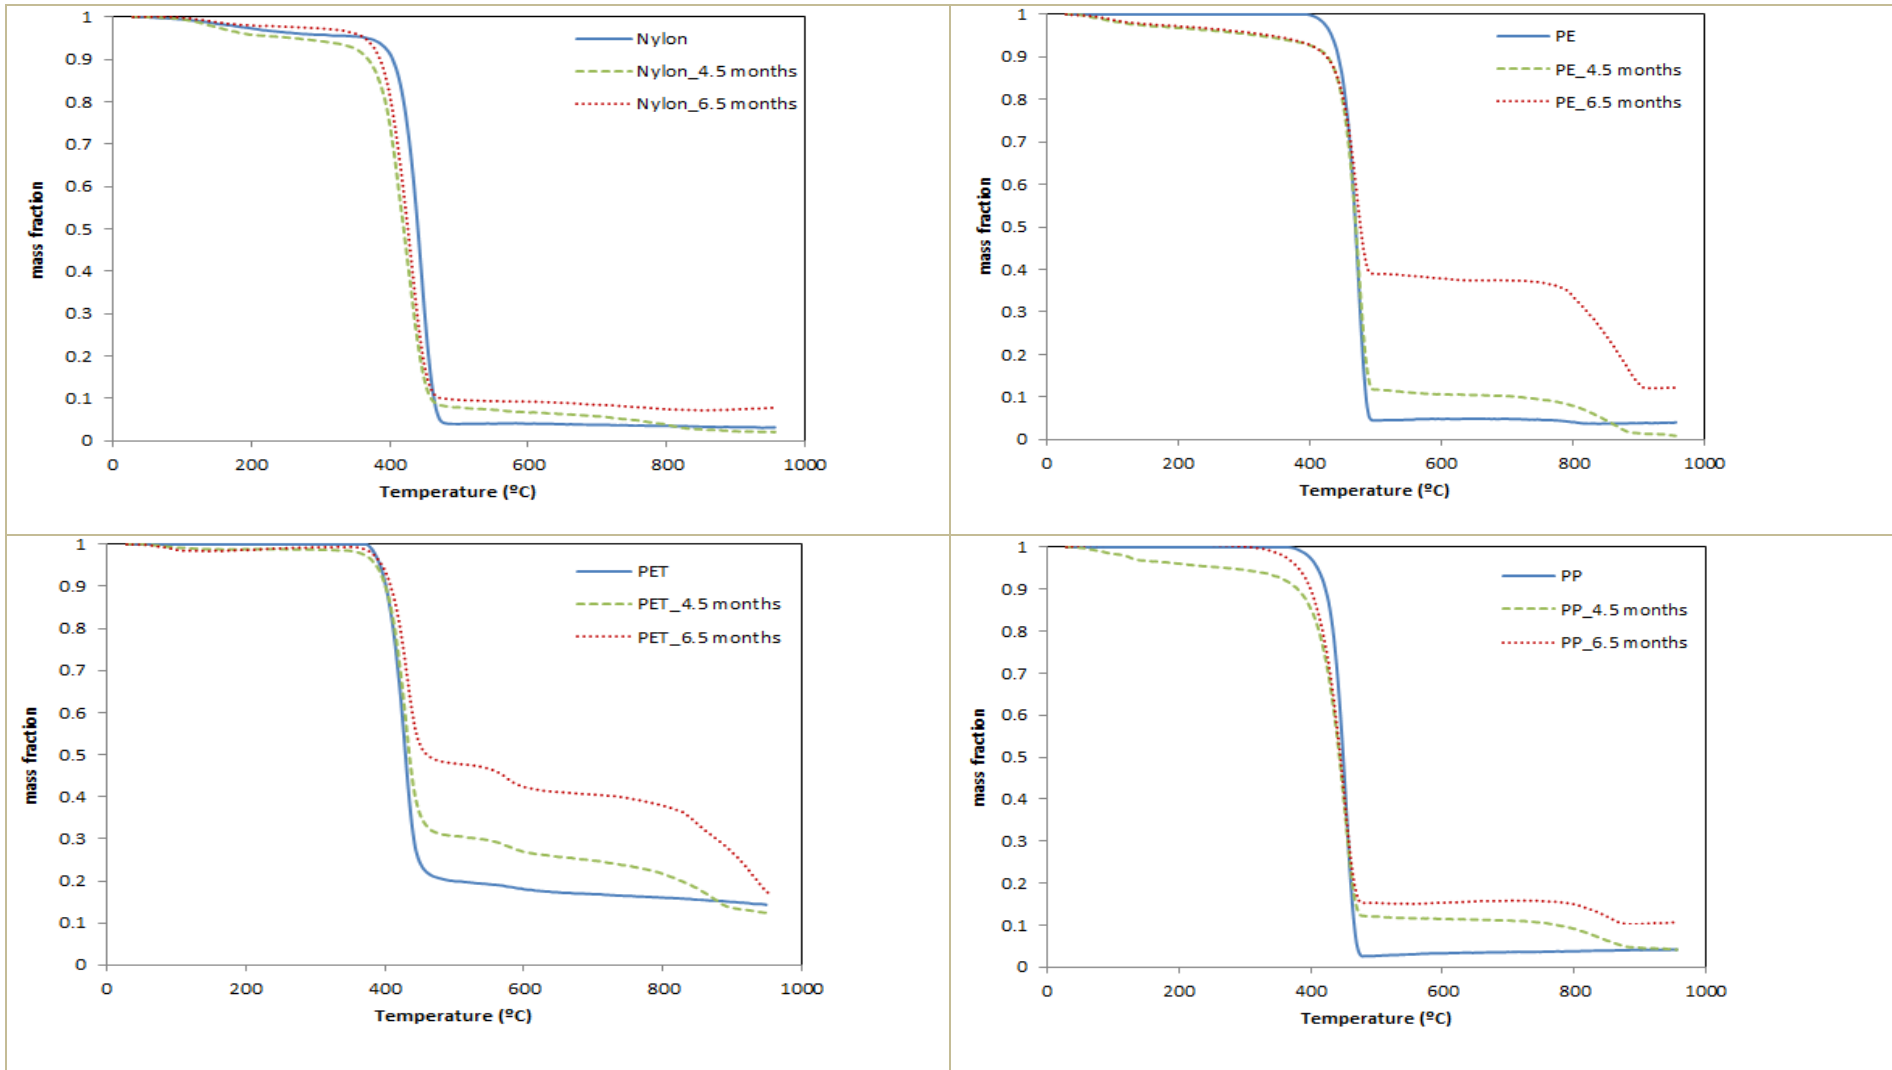 1
0.9
0.8
0.7
0.6
0.5
0.4
0.3
0.2
0.1
0
mass fraction
0 200 400 600 800 1000
Temperature (ºC)
Nylon
Nylon_4.5 months
Nylon_6.5 months
1
0.9
0.8
0.7
0.6
0.5
0.4
0.3
0.2
0.1
0
mass fraction
0 200 400 600 800 1000
Temperature (ºC)
PE
PE_4.5 months
PE_6.5 months
1
0.9
0.8
0.7
0.6
0.5
0.4
0.3
0.2
0.1
0
mass fraction
0 200 400 600 800 1000
Temperature (ºC)
PET
PET_4.5 months
PET_6.5 months
1
0.9
0.8
0.7
0.6
0.5
0.4
0.3
0.2
0.1
0
mass fraction
0 200 400 600 800 1000
Temperature (ºC)
PP
PP_4.5 months
PP_6.5 months